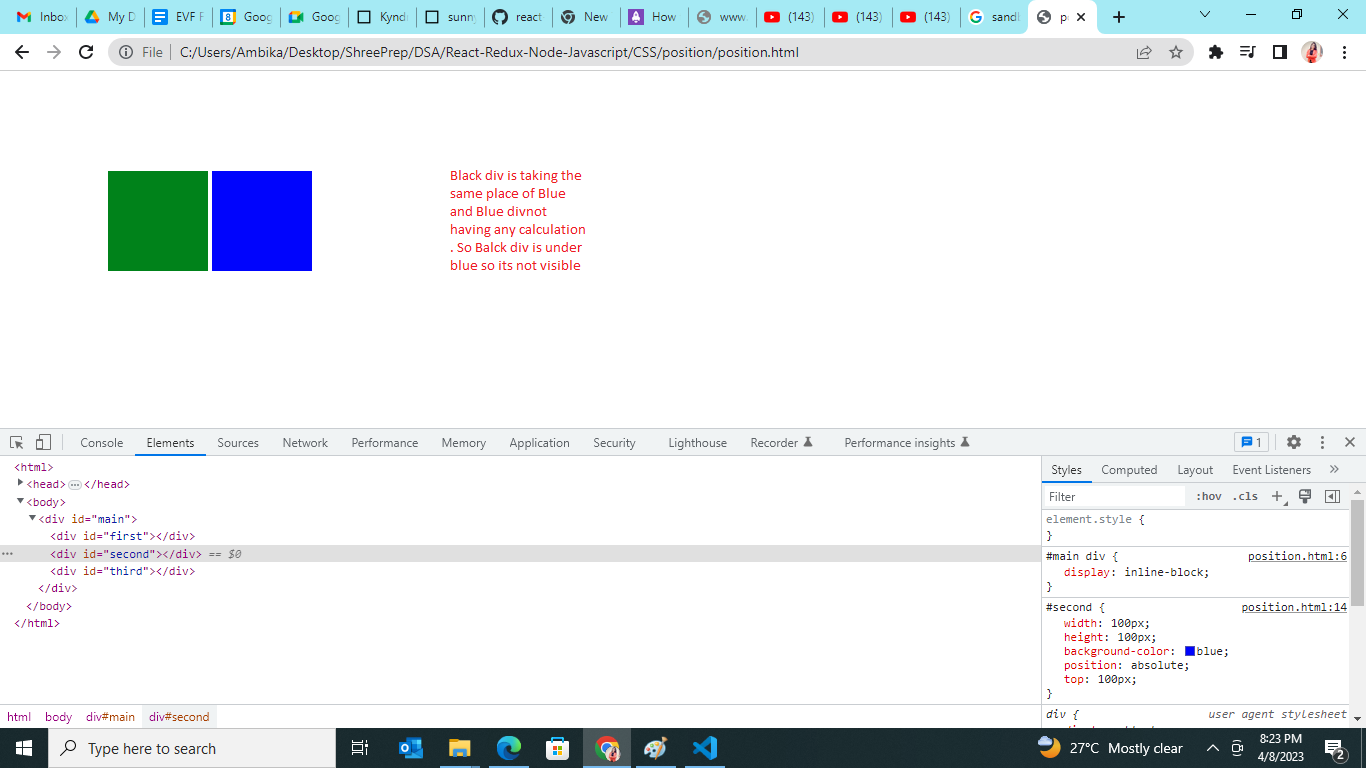 Inbox
My D
EVF F
Goog
Goog
Kynd
sunny
react
New
How
www.
(143)
(143)
(143)
sandl
po
File
C:/Users/Ambika/Desktop/ShreePrep/DSA/React-Redux-Node-Javascript/CSS/position/position.html
Black div is taking the
same place of Blue
and Blue divnot
having any calculation
. So Balck div is under
blue so its not visible
Console Elements Sources Network Performance Memory Application Security Lighthouse Recorder Performance insights 1
<html>
<head> ⋯ </head>
<body>
<div id="main">
<div id="first"></div>
<div id="second"></div> == $0
<div id="third"></div>
</div>
</body>
</html>
html body div#main div#second
Styles Computed Layout Event Listeners »
Filter :hov .cls +
element.style {
}
#main div { position.html:6
display: inline-block;
}
#second { position.html:14
width: 100px;
height: 100px;
background-color: blue;
position: absolute;
top: 100px;
}
div { user agent stylesheet
Type here to search
27°C Mostly clear
8:23 PM
4/8/2023
2